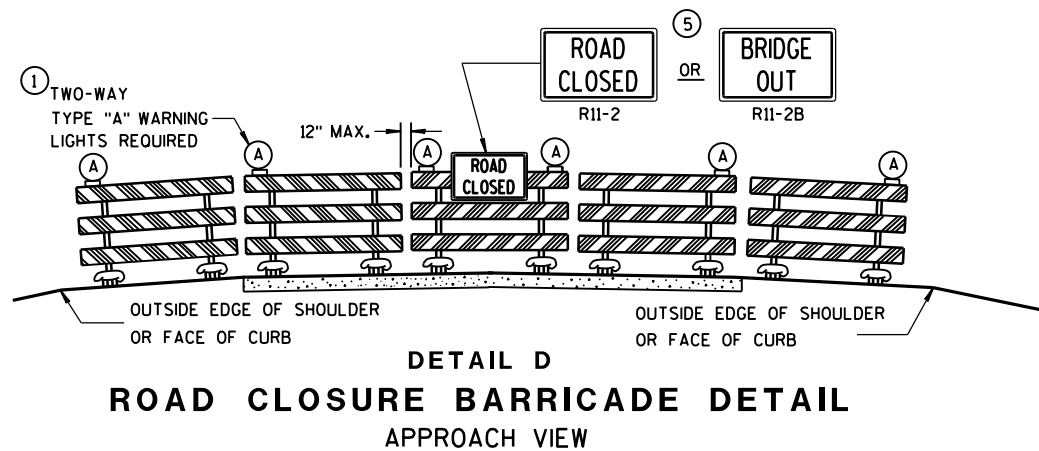 1
TWO-WAY
TYPE "A" WARNING
LIGHTS REQUIRED
12" MAX.
ROAD
CLOSED
R11-2
5
OR
BRIDGE
OUT
R11-2B
A
A
A
A
A
A
ROAD
CLOSED
OUTSIDE EDGE OF SHOULDER
OR FACE OF CURB
OUTSIDE EDGE OF SHOULDER
OR FACE OF CURB
DETAIL D
ROAD CLOSURE BARRICADE DETAIL
APPROACH VIEW